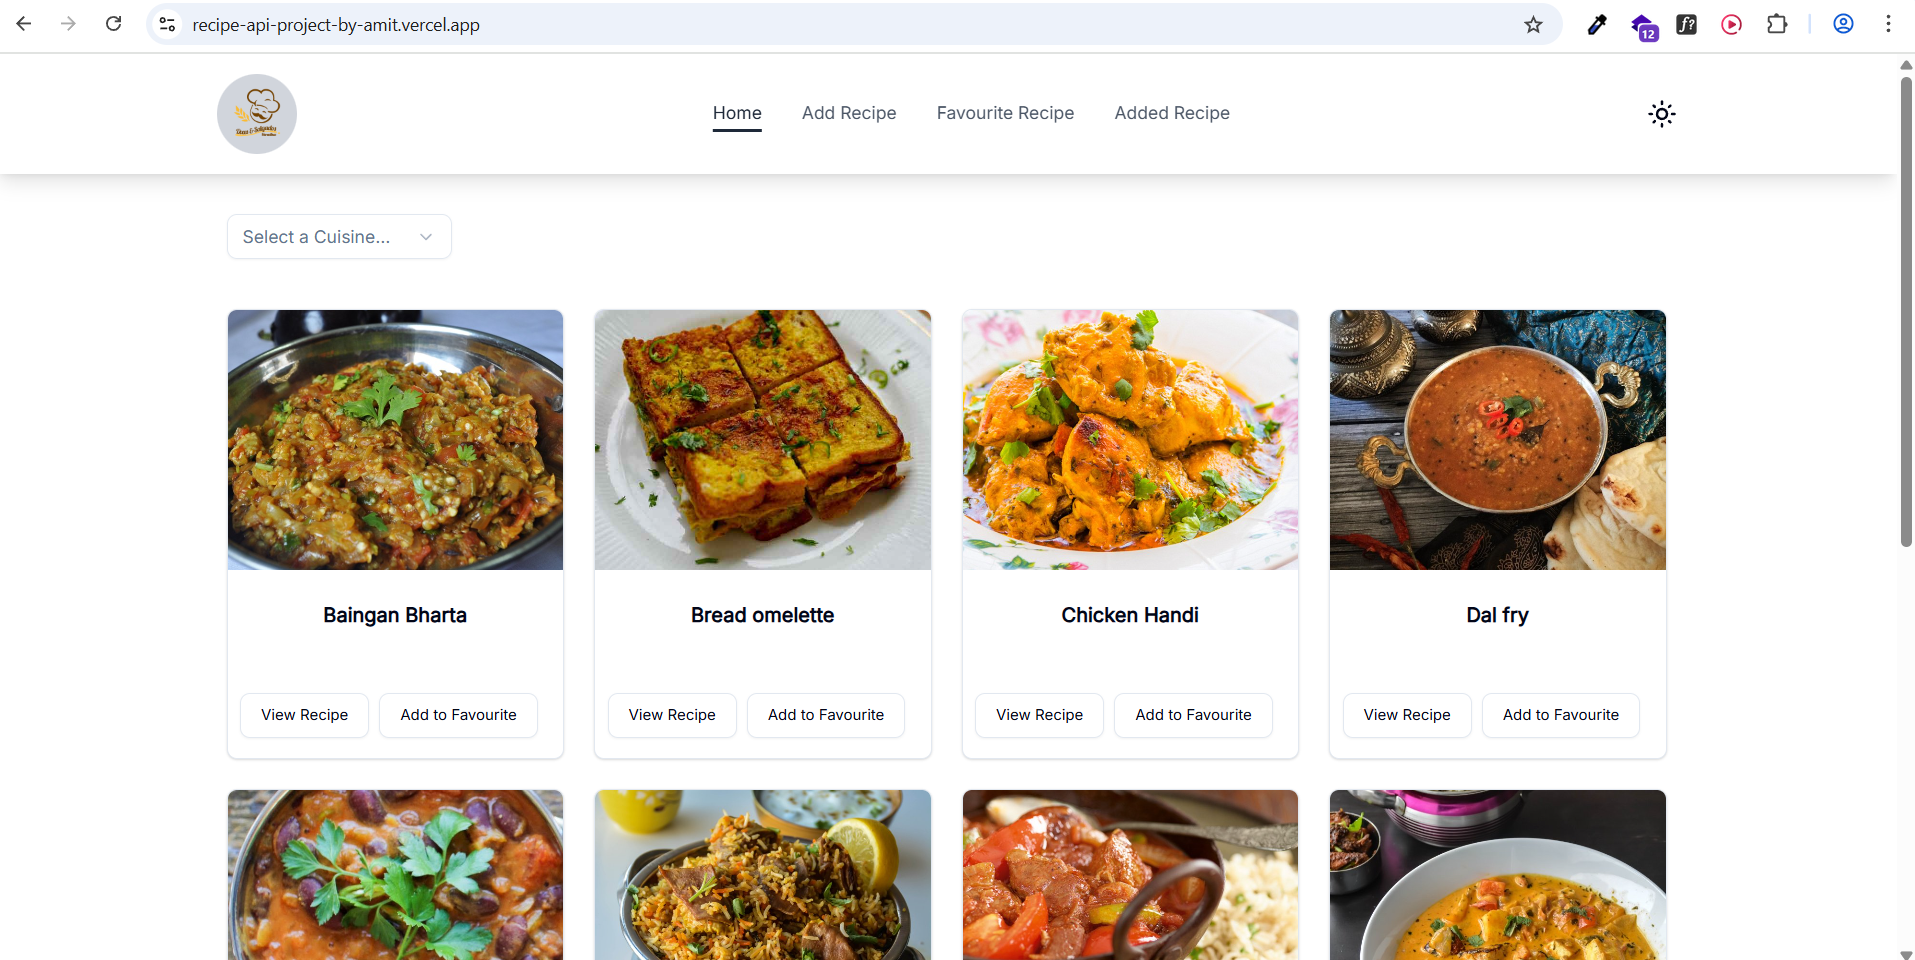 recipe-api-project-by-amit.vercel.app
12
f?
Home
Add Recipe
Favourite Recipe
Added Recipe
Select a Cuisine...
Baingan Bharta
Bread omelette
Chicken Handi
Dal fry
View Recipe
Add to Favourite
View Recipe
Add to Favourite
View Recipe
Add to Favourite
View Recipe
Add to Favourite